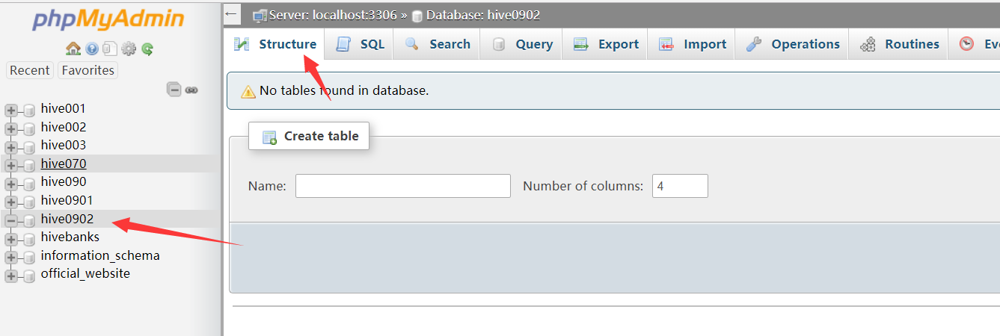 phpMyAdmin
Recent Favorites
hive001
hive002
hive003
hive070
hive090
hive0901
hive0902
hivebanks
information_schema
official_website
Server: localhost:3306 » Database: hive0902
Structure SQL Search Query Export Import Operations Routines Ev
No tables found in database.
Create table
Name: Number of columns: 4